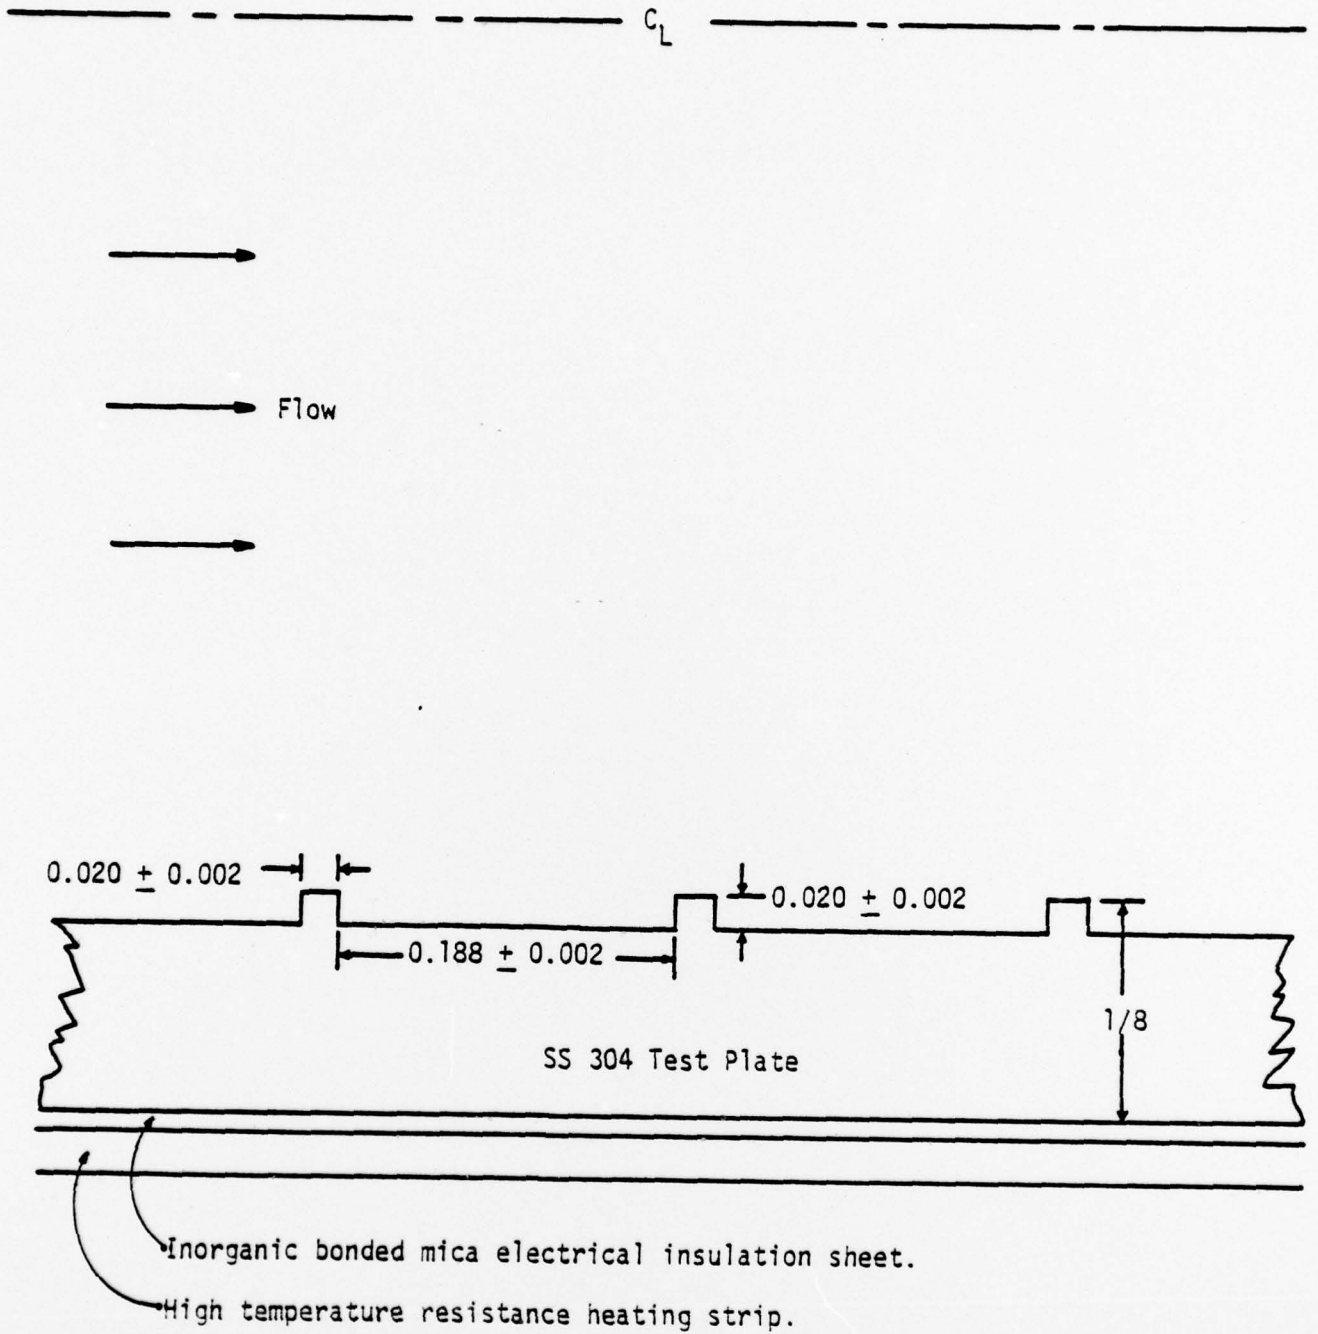 CL
Flow
0.020 ± 0.002
0.020 ± 0.002
0.188 ± 0.002
1/8
SS 304 Test Plate
Inorganic bonded mica electrical insulation sheet.
High temperature resistance heating strip.